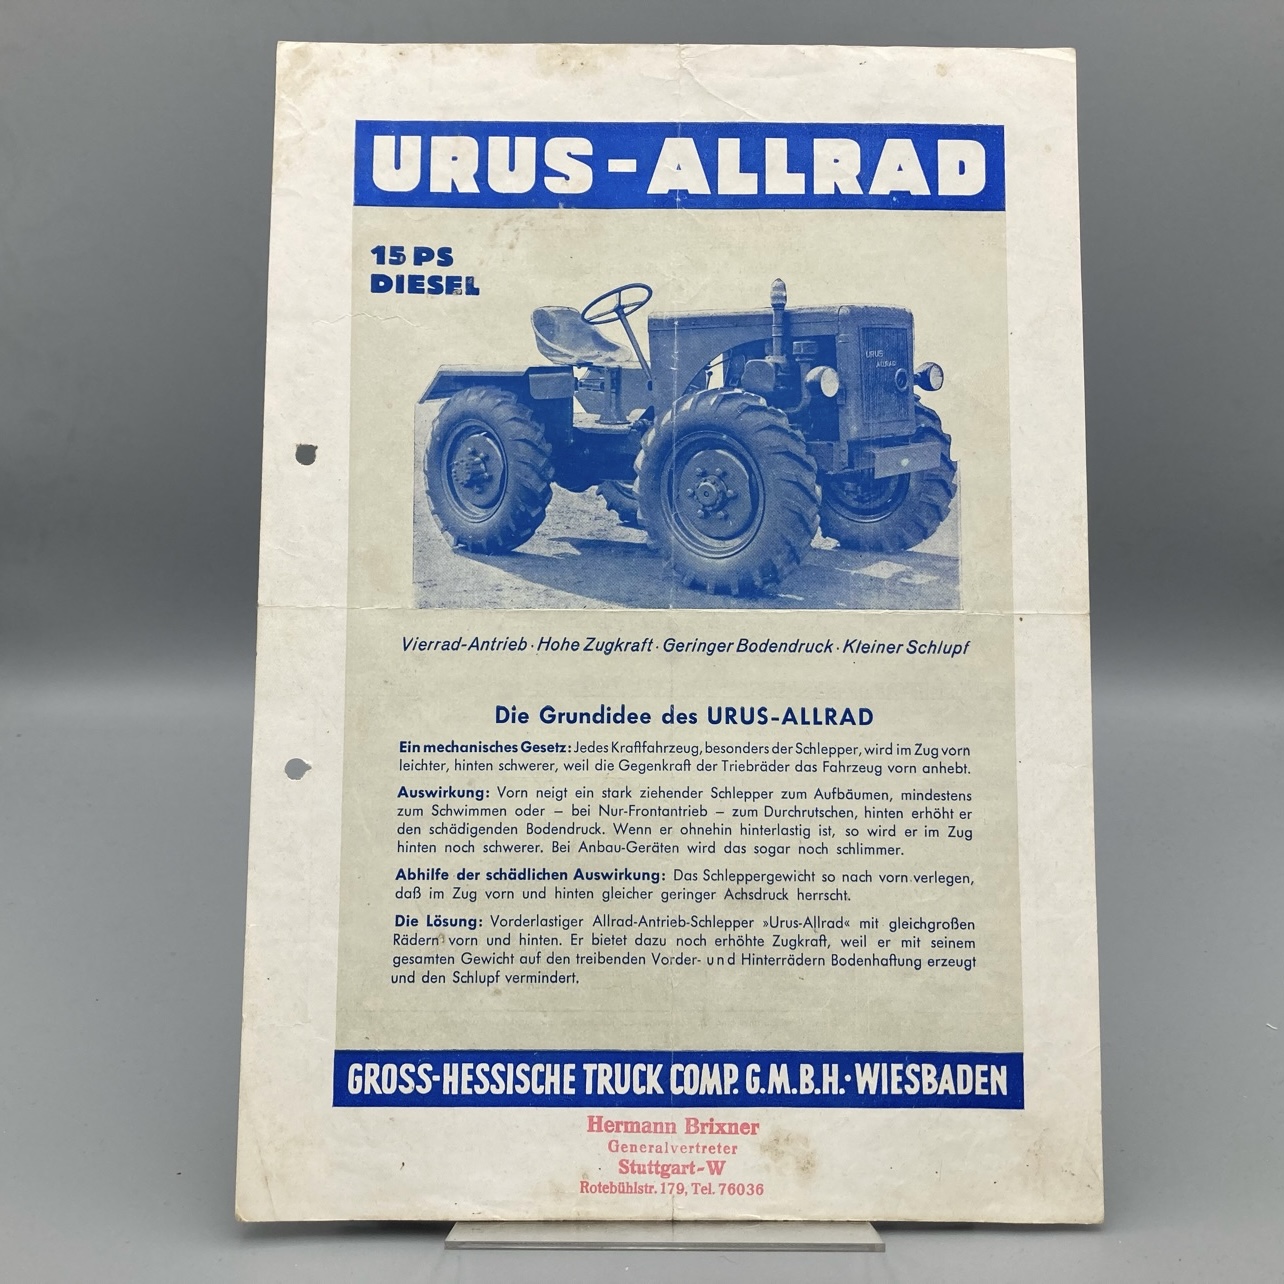 URUS-ALLRAD
15 PS
DIESEL
URUS
ALLRAD
Vierrad-Antrieb · Hohe Zugkraft · Geringer Bodendruck · Kleiner Schlupf
Die Grundidee des URUS-ALLRAD
Ein mechanisches Gesetz: Jedes Kraftfahrzeug, besonders der Schlepper, wird im Zug vorn
leichter, hinten schwerer, weil die Gegenkraft der Triebräder das Fahrzeug vorn anhebt.
Auswirkung: Vorn neigt ein stark ziehender Schlepper zum Aufbäumen, mindestens
zum Schwimmen oder – bei Nur-Frontantrieb – zum Durchrutschen, hinten erhöht er
den schädigenden Bodendruck. Wenn er ohnehin hinterlastig ist, so wird er im Zug
hinten noch schwerer. Bei Anbau-Geräten wird das sogar noch schlimmer.
Abhilfe der schädlichen Auswirkung: Das Schleppergewicht so nach vorn verlegen,
daß im Zug vorn und hinten gleicher geringer Achsdruck herrscht.
Die Lösung: Vorderlastiger Allrad-Antrieb-Schlepper »Urus-Allrad« mit gleichgroßen
Rädern vorn und hinten. Er bietet dazu noch erhöhte Zugkraft, weil er mit seinem
gesamten Gewicht auf den treibenden Vorder- und Hinterrädern Bodenhaftung erzeugt
und den Schlupf vermindert.
GROSS-HESSISCHE TRUCK COMP. G.M.B.H. · WIESBADEN
Hermann Brixner
Generalvertreter
Stuttgart-W
Rotebühlstr. 179, Tel. 76036